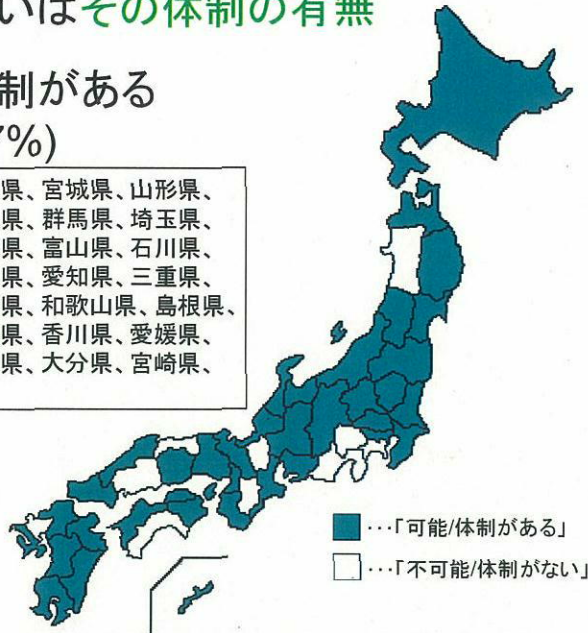 いはその体制の有無
制がある
7%)
県、宮城県、山形県、
県、群馬県、埼玉県、
県、富山県、石川県、
県、愛知県、三重県、
県、和歌山県、島根県、
県、香川県、愛媛県、
県、大分県、宮崎県、
…「可能/体制がある」
…「不可能/体制がない」